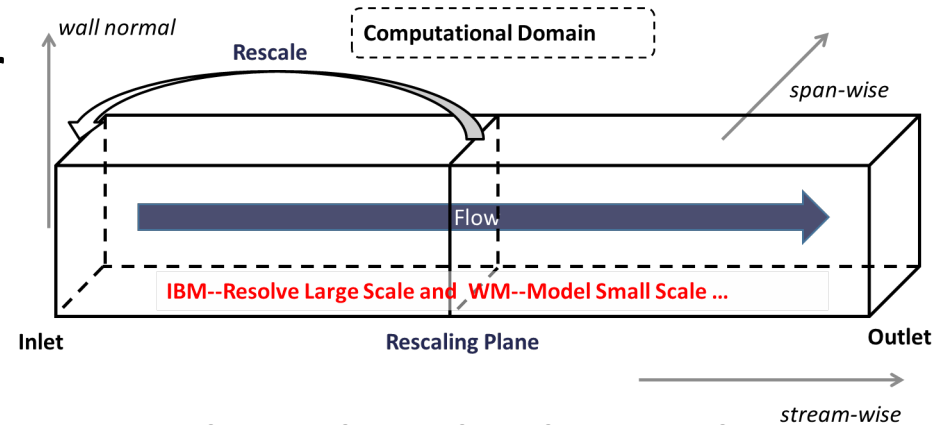 wall normal
Computational Domain
Rescale
span-wise
Flow
IBM--Resolve Large Scale and WM--Model Small Scale ...
Inlet
Rescaling Plane
Outlet
stream-wise